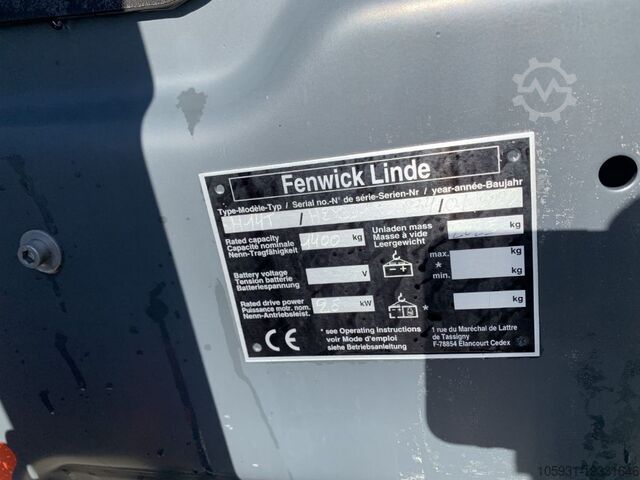 Fenwick Linde
Type-Modèle-Typ / Serial no.-N° de série-Serien-Nr / year-année-Baujahr
H14T /
Rated capacity
Capacité nominale
Nenn-Tragfähigkeit
1400 kg
Unladen mass
Masse à vide
Leergewicht
kg
Battery voltage
Tension batterie
Batteriespannung
V
max. kg
*
min. kg
Rated drive power
Puissance motr. nom.
Nenn-Antriebsleist.
28 kW
* kg
* see Operating Instructions
voir Mode d'emploi
siehe Betriebsanleitung
1 rue du Maréchal de Lattre
de Tassigny
F-78854 Elancourt Cedex
CE